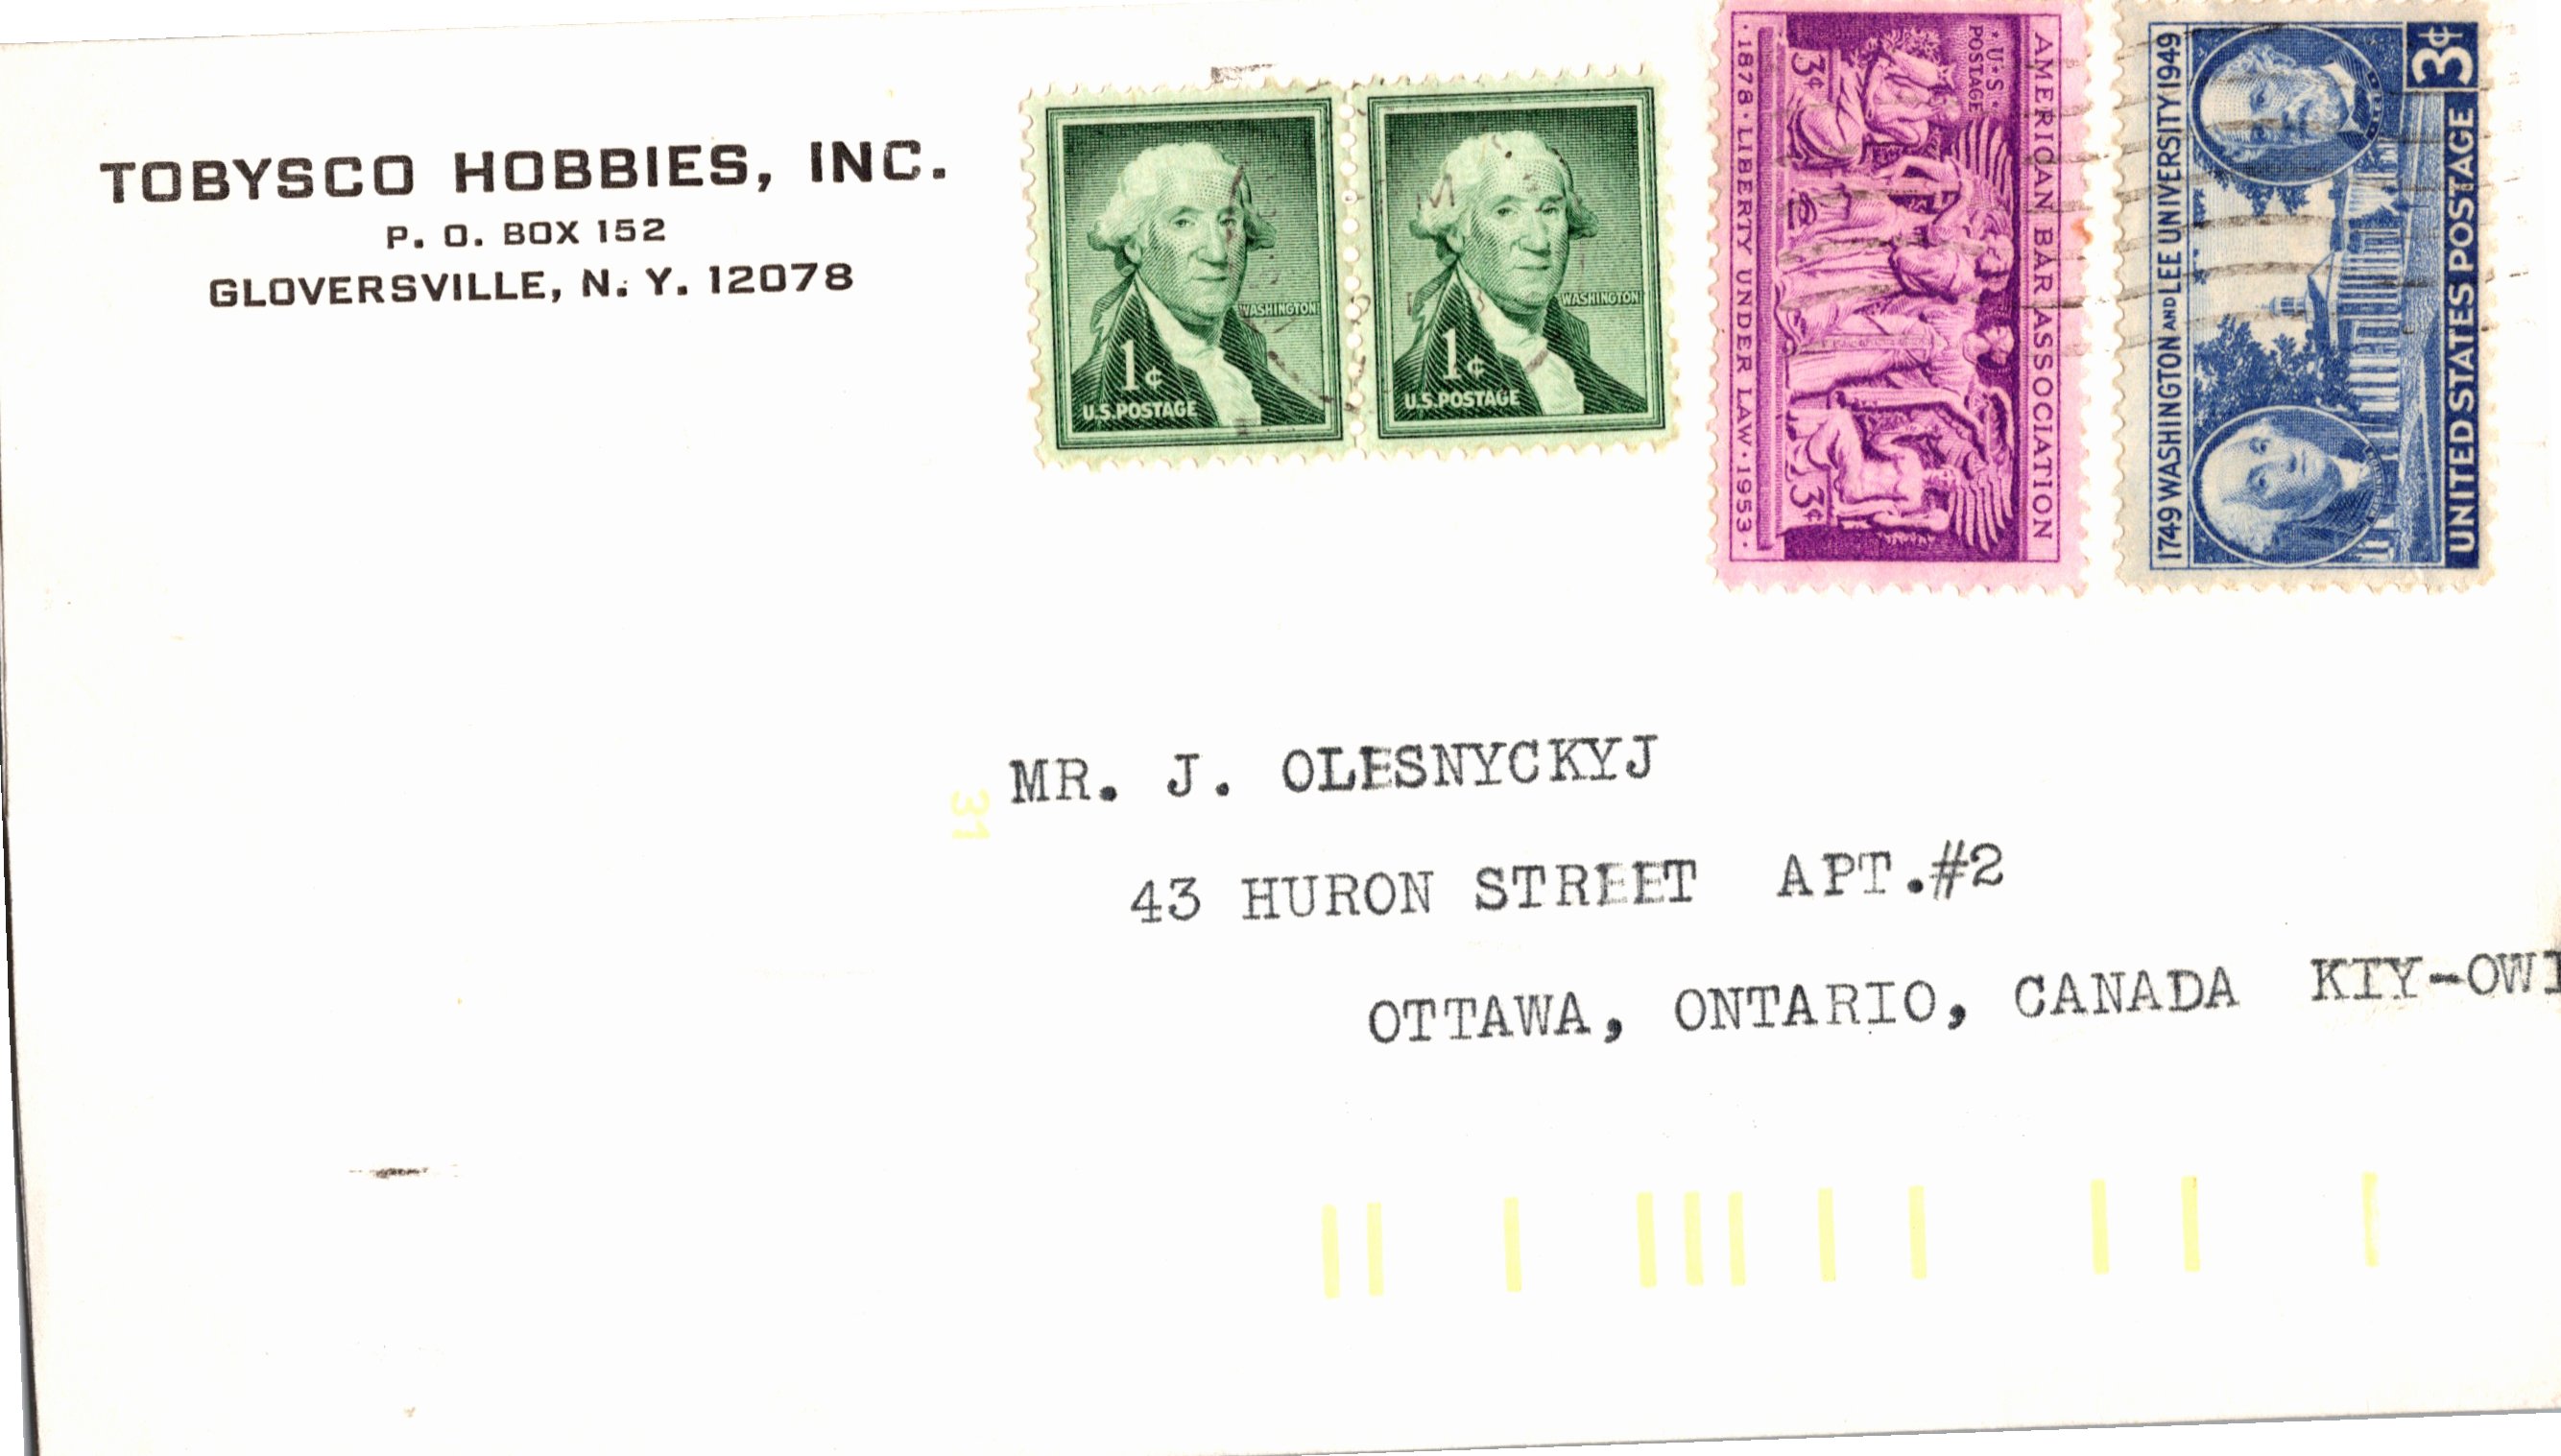 TOBYSCO HOBBIES, INC.
P. O. BOX 152
GLOVERSVILLE, N. Y. 12078
WASHINGTON
1¢
U.S. POSTAGE
WASHINGTON
1¢
U.S. POSTAGE
AMERICAN BAR ASSOCIATION
* U * S *
POSTAGE
3¢
3¢
· 1878 · LIBERTY UNDER LAW · 1953 ·
1749 WASHINGTON AND LEE UNIVERSITY 1949
UNITED STATES POSTAGE 3¢
31
MR. J. OLESNYCKYJ
43 HURON STREET APT.#2
OTTAWA, ONTARIO, CANADA